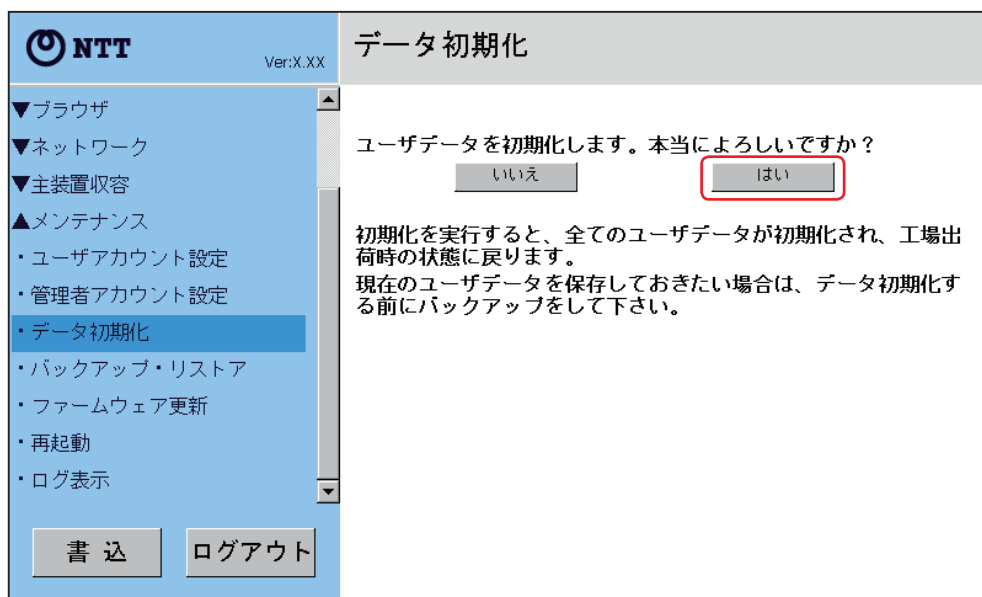 NTT
Ver:X.XX
データ初期化
▼ブラウザ
▼ネットワーク
▼主装置収容
▲メンテナンス
・ユーザアカウント設定
・管理者アカウント設定
・データ初期化
・バックアップ・リストア
・ファームウェア更新
・再起動
・ログ表示
書 込
ログアウト
ユーザデータを初期化します。本当によろしいですか？
いいえ
はい
初期化を実行すると、全てのユーザデータが初期化され、工場出
荷時の状態に戻ります。
現在のユーザデータを保存しておきたい場合は、データ初期化す
る前にバックアップをして下さい。